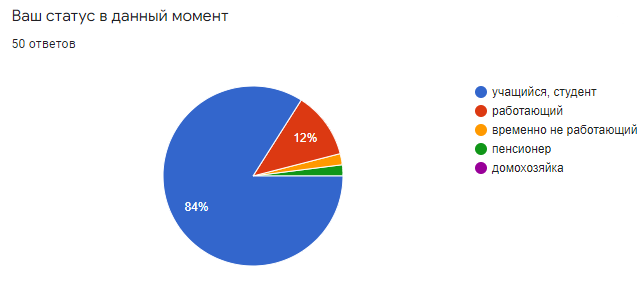 Ваш статус в данный момент
50 ответов
учащийся, студент
работающий
временно не работающий
пенсионер
домохозяйка
12%
84%